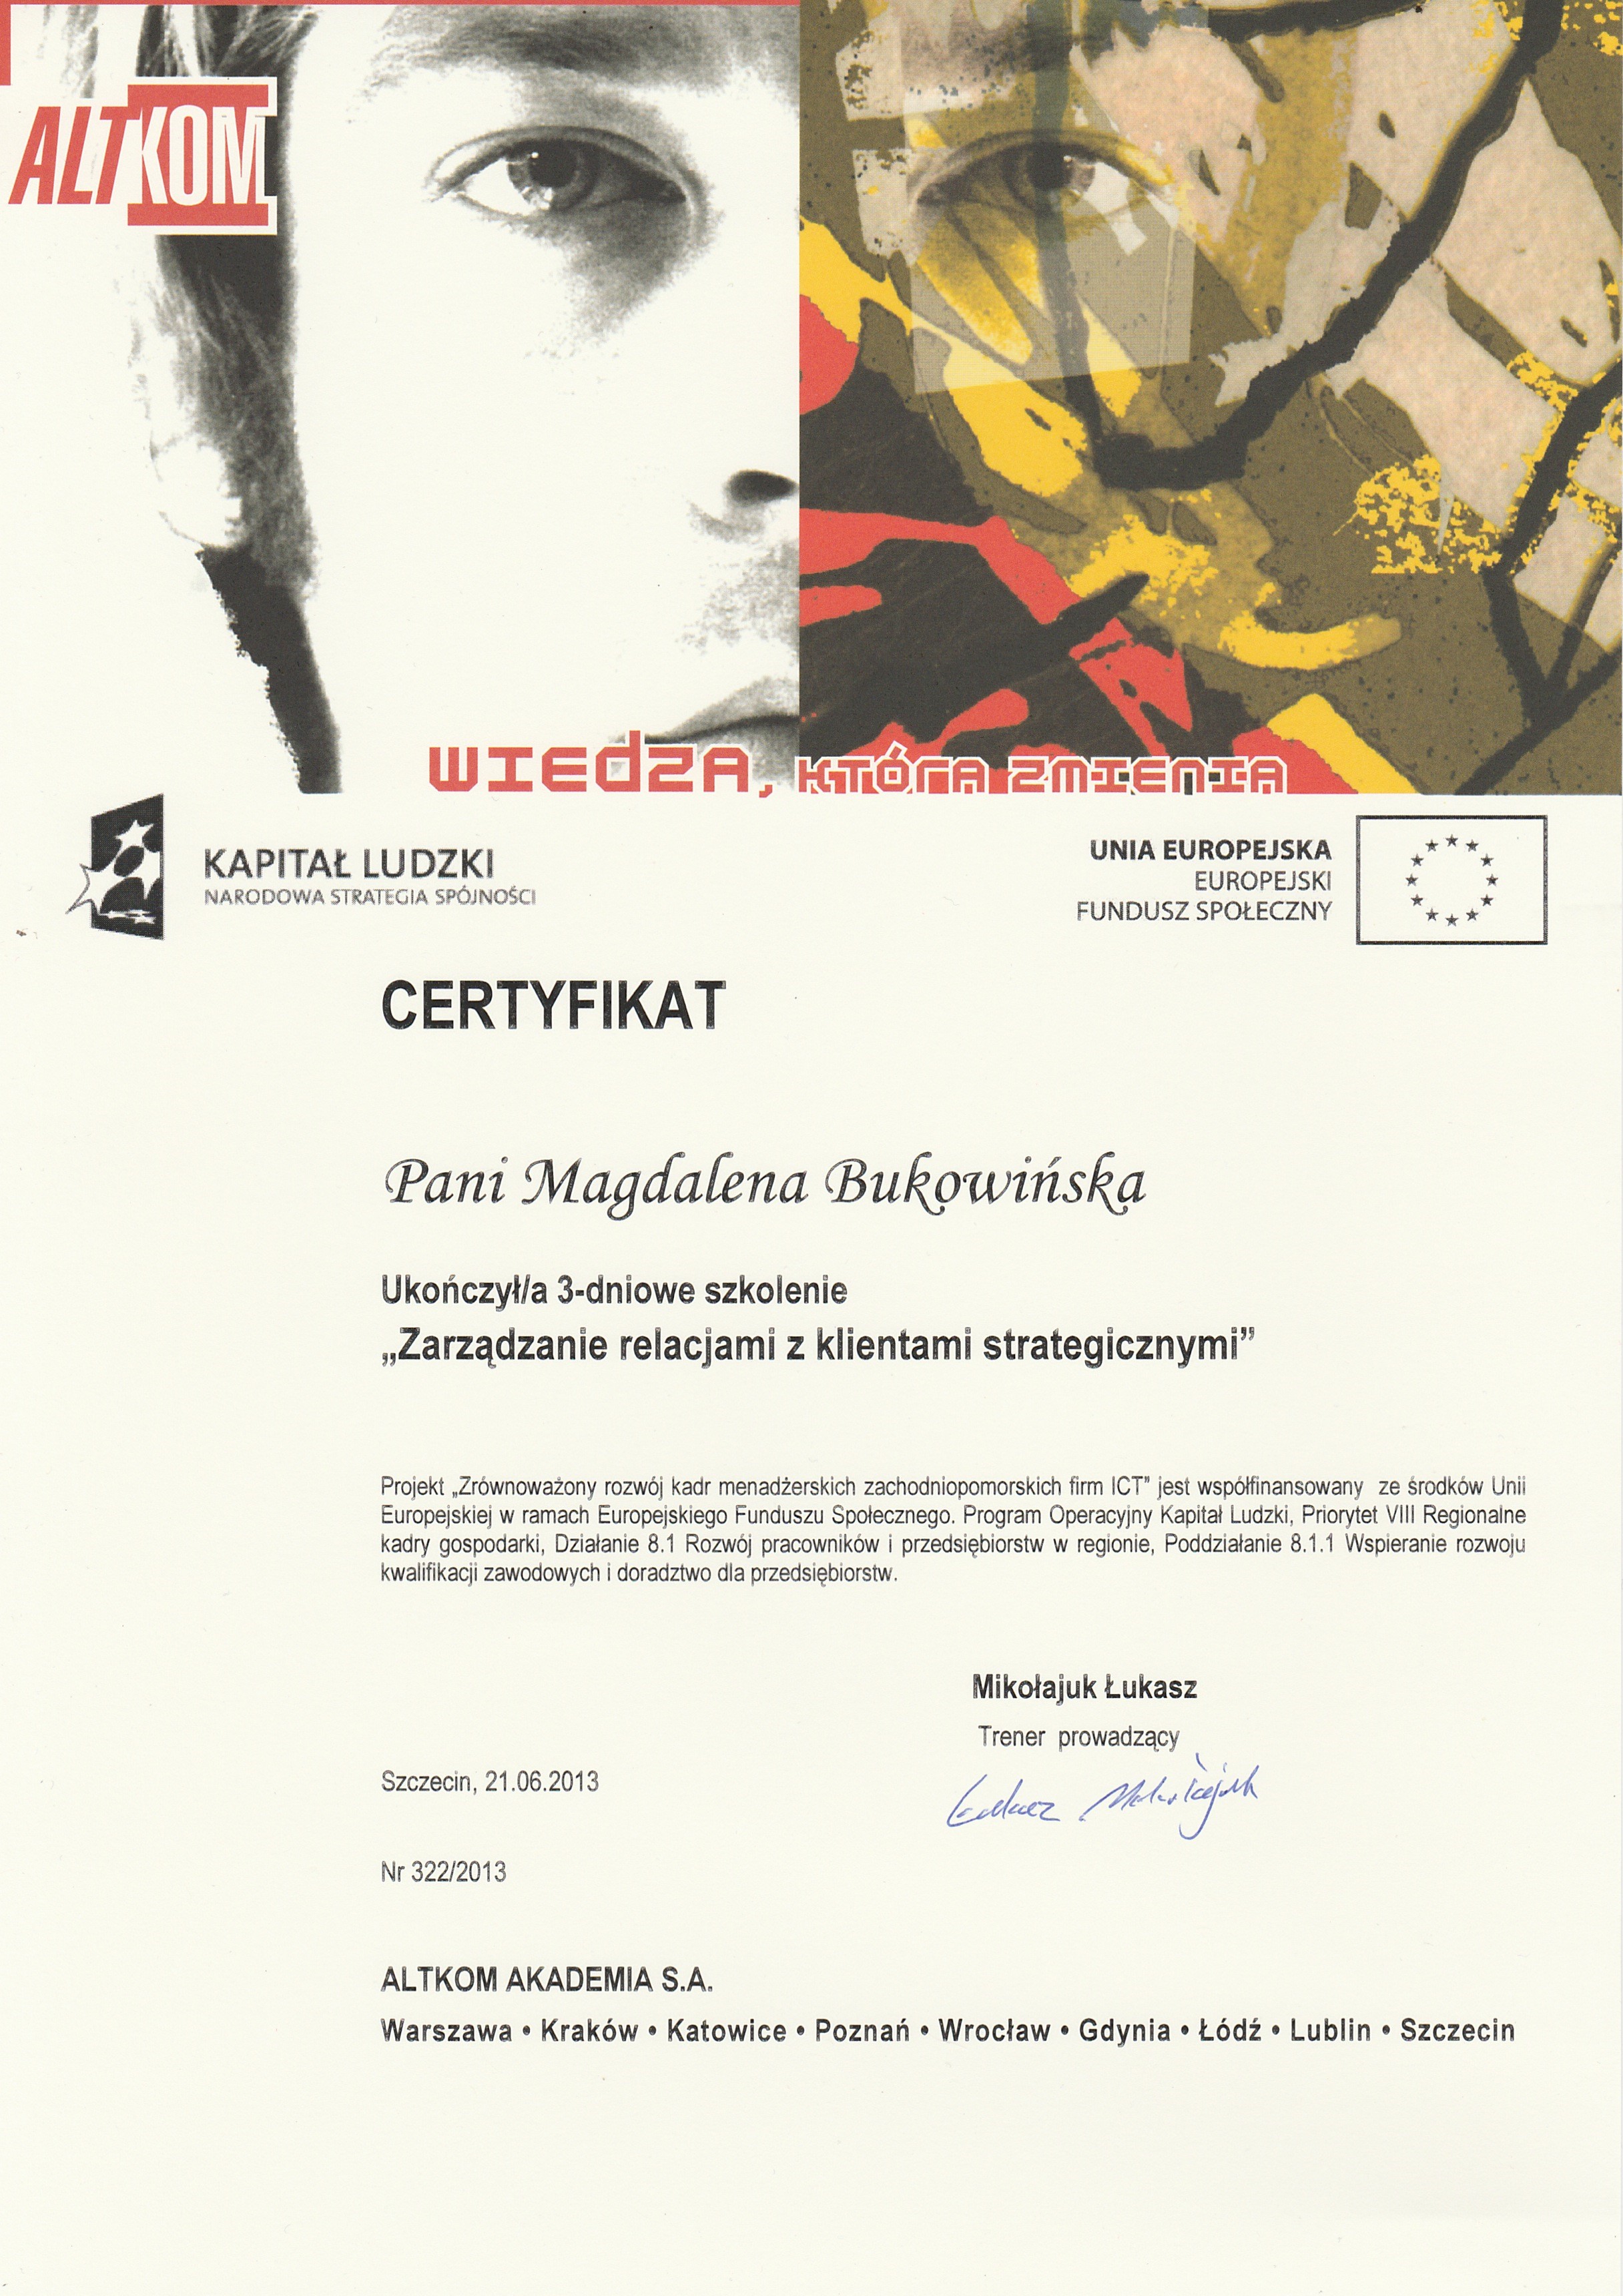 ALTKOM
WIEDZA, KTÓRA ZMIENIA
KAPITAŁ LUDZKI
NARODOWA STRATEGIA SPÓJNOŚCI
UNIA EUROPEJSKA
EUROPEJSKI
FUNDUSZ SPOŁECZNY
CERTYFIKAT
Pani Magdalena Bukowińska
Ukończył/a 3-dniowe szkolenie
„Zarządzanie relacjami z klientami strategicznymi”
Projekt „Zrównoważony rozwój kadr menadżerskich zachodniopomorskich firm ICT” jest współfinansowany ze środków Unii
Europejskiej w ramach Europejskiego Funduszu Społecznego. Program Operacyjny Kapitał Ludzki, Priorytet VIII Regionalne
kadry gospodarki, Działanie 8.1 Rozwój pracowników i przedsiębiorstw w regionie, Poddziałanie 8.1.1 Wspieranie rozwoju
kwalifikacji zawodowych i doradztwo dla przedsiębiorstw.
Mikołajuk Łukasz
Trener prowadzący
Szczecin, 21.06.2013
Łukasz Mikołajuk
Nr 322/2013
ALTKOM AKADEMIA S.A.
Warszawa • Kraków • Katowice • Poznań • Wrocław • Gdynia • Łódź • Lublin • Szczecin